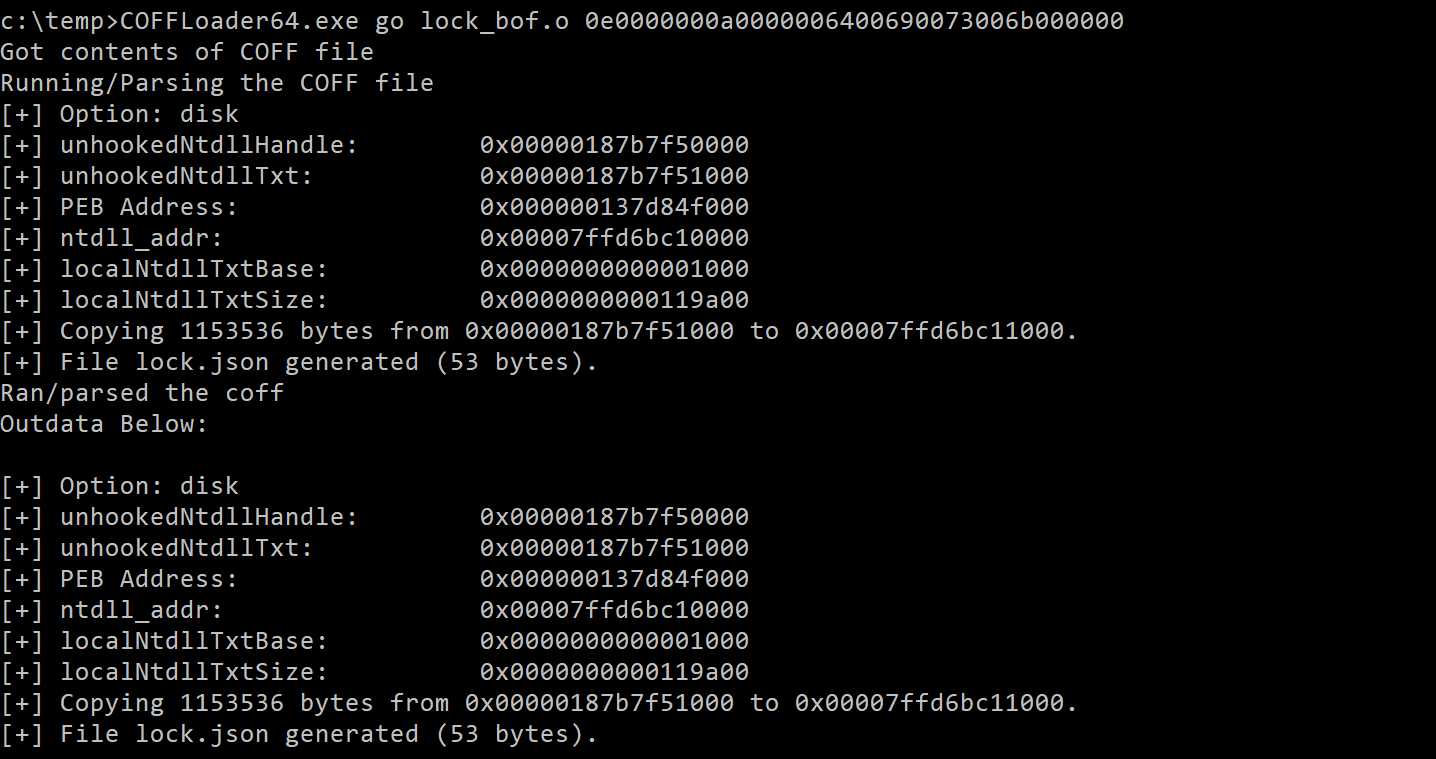 c:\temp>COFFLoader64.exe go lock_bof.o 0e0000000a0000006400690073006b000000
Got contents of COFF file
Running/Parsing the COFF file
[+] Option: disk
[+] unhookedNtdllHandle:        0x00000187b7f50000
[+] unhookedNtdllTxt:           0x00000187b7f51000
[+] PEB Address:                0x000000137d84f000
[+] ntdll_addr:                 0x00007ffd6bc10000
[+] localNtdllTxtBase:          0x0000000000001000
[+] localNtdllTxtSize:          0x0000000000119a00
[+] Copying 1153536 bytes from 0x00000187b7f51000 to 0x00007ffd6bc11000.
[+] File lock.json generated (53 bytes).
Ran/parsed the coff
Outdata Below:

[+] Option: disk
[+] unhookedNtdllHandle:        0x00000187b7f50000
[+] unhookedNtdllTxt:           0x00000187b7f51000
[+] PEB Address:                0x000000137d84f000
[+] ntdll_addr:                 0x00007ffd6bc10000
[+] localNtdllTxtBase:          0x0000000000001000
[+] localNtdllTxtSize:          0x0000000000119a00
[+] Copying 1153536 bytes from 0x00000187b7f51000 to 0x00007ffd6bc11000.
[+] File lock.json generated (53 bytes).